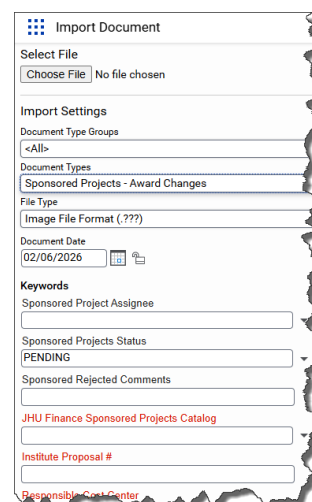 Import Document
Select File
Choose File No file chosen
Import Settings
Document Type Groups
<All>
Document Types
Sponsored Projects - Award Changes
File Type
Image File Format (.???)
Document Date
02/06/2026
Keywords
Sponsored Project Assignee
Sponsored Projects Status
PENDING
Sponsored Rejected Comments
JHU Finance Sponsored Projects Catalog
Institute Proposal #
Responsible Cost Center